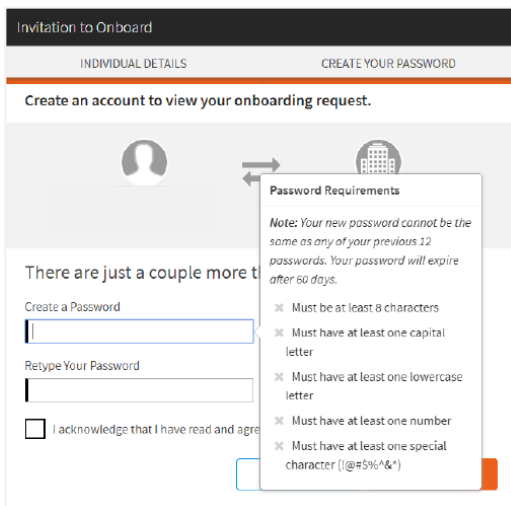 Invitation to Onboard
INDIVIDUAL DETAILS
CREATE YOUR PASSWORD
Create an account to view your onboarding request.
Password Requirements
Note: Your new password cannot be the
same as any of your previous 12
passwords. Your password will expire
after 60 days.
Must be at least 8 characters
Must have at least one capital
letter
Must have at least one lowercase
letter
Must have at least one number
Must have at least one special
character (!@#$%^&*)
There are just a couple more
Create a Password
Retype Your Password
I acknowledge that I have read and